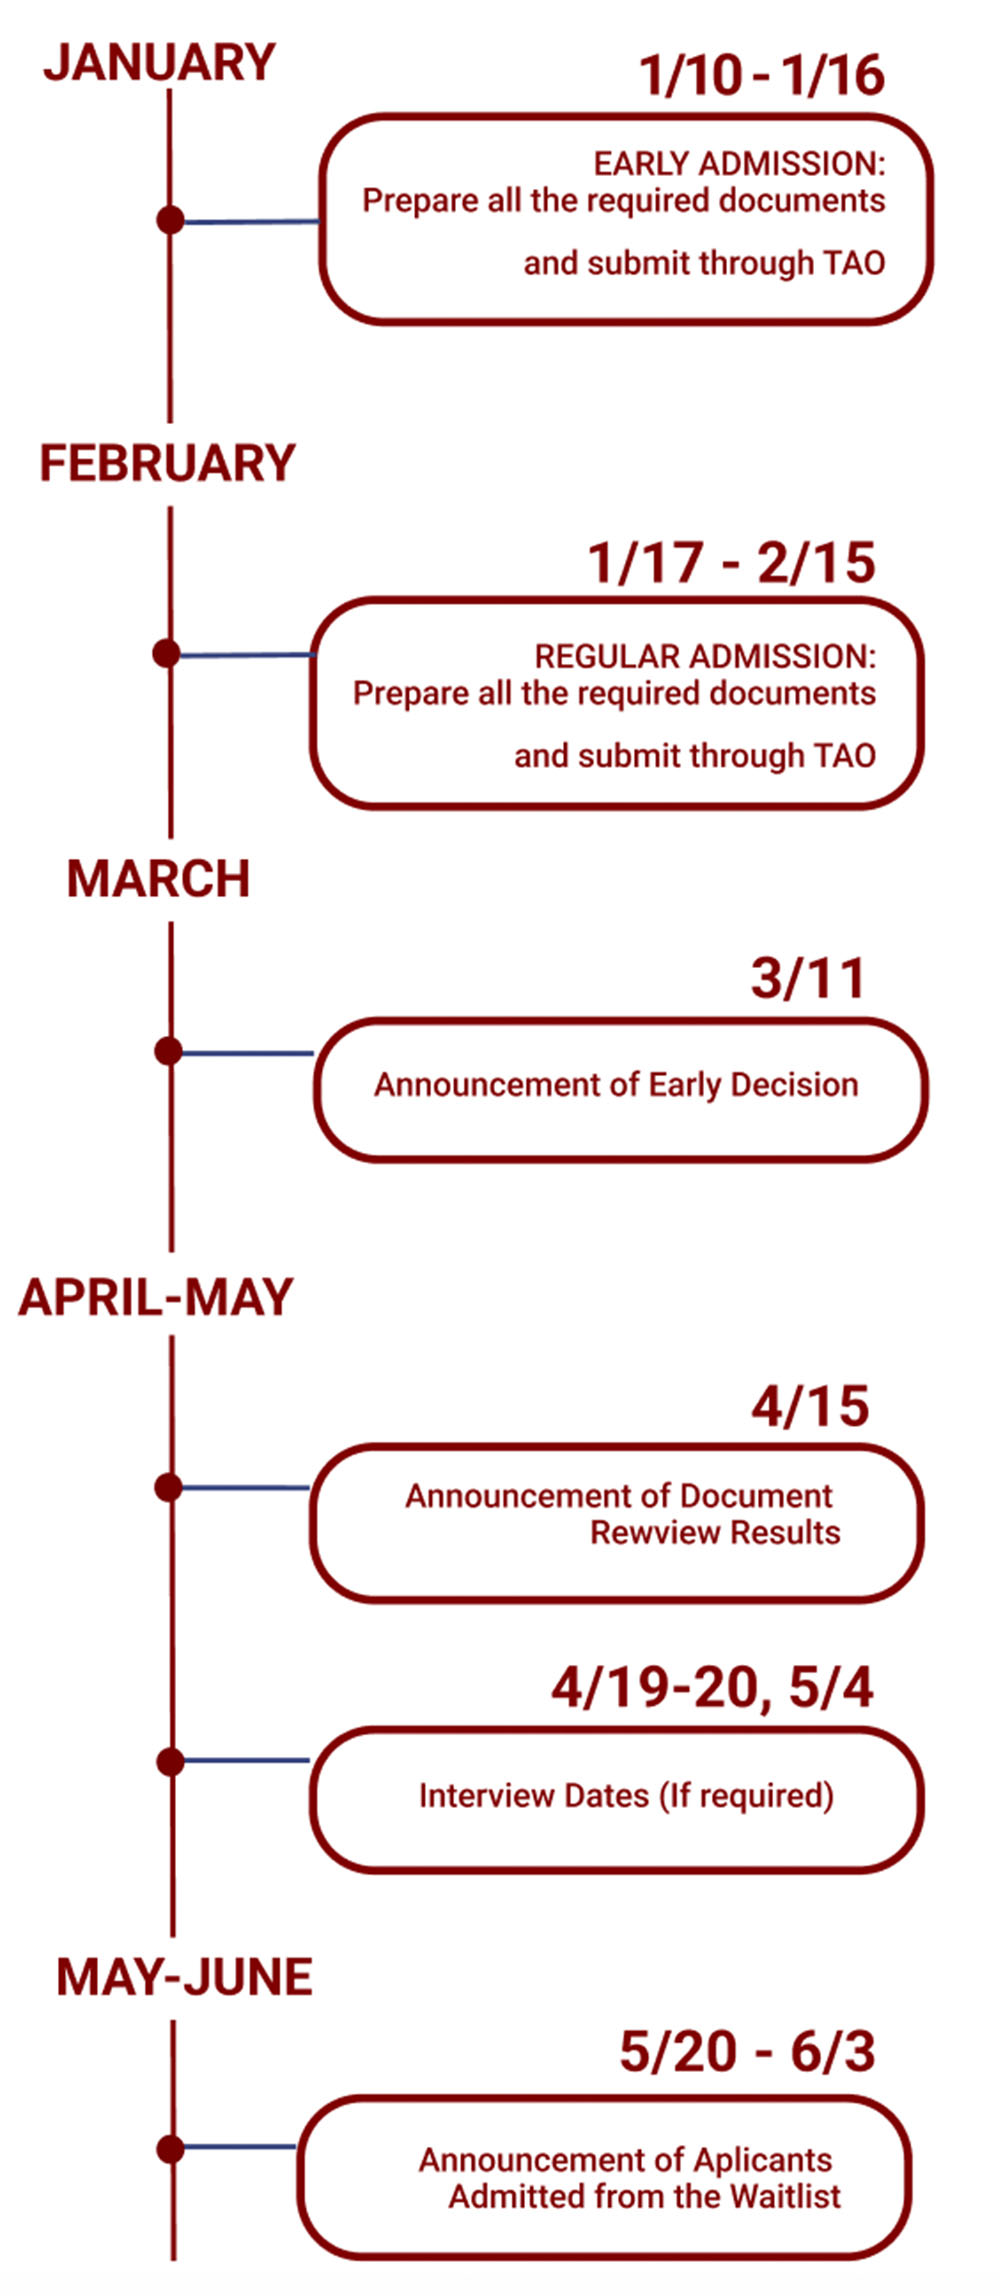 JANUARY
1/10 - 1/16
EARLY ADMISSION:
Prepare all the required documents
and submit through TAO
FEBRUARY
1/17 - 2/15
REGULAR ADMISSION:
Prepare all the required documents
and submit through TAO
MARCH
3/11
Announcement of Early Decision
APRIL-MAY
4/15
Announcement of Document
Rewview Results
4/19-20, 5/4
Interview Dates (If required)
MAY-JUNE
5/20 - 6/3
Announcement of Aplicants
Admitted from the Waitlist